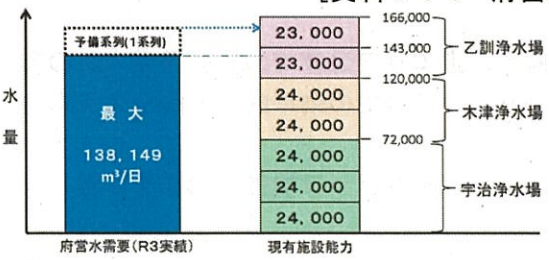 予備系列(1系列)
水
量
最 大
138, 149
m³/日
府営水需要(R3実績)
23, 000
23, 000
24, 000
24, 000
24, 000
24, 000
24, 000
現有施設能力
166,000
143,000
120,000
72,000
乙訓浄水場
木津浄水場
宇治浄水場